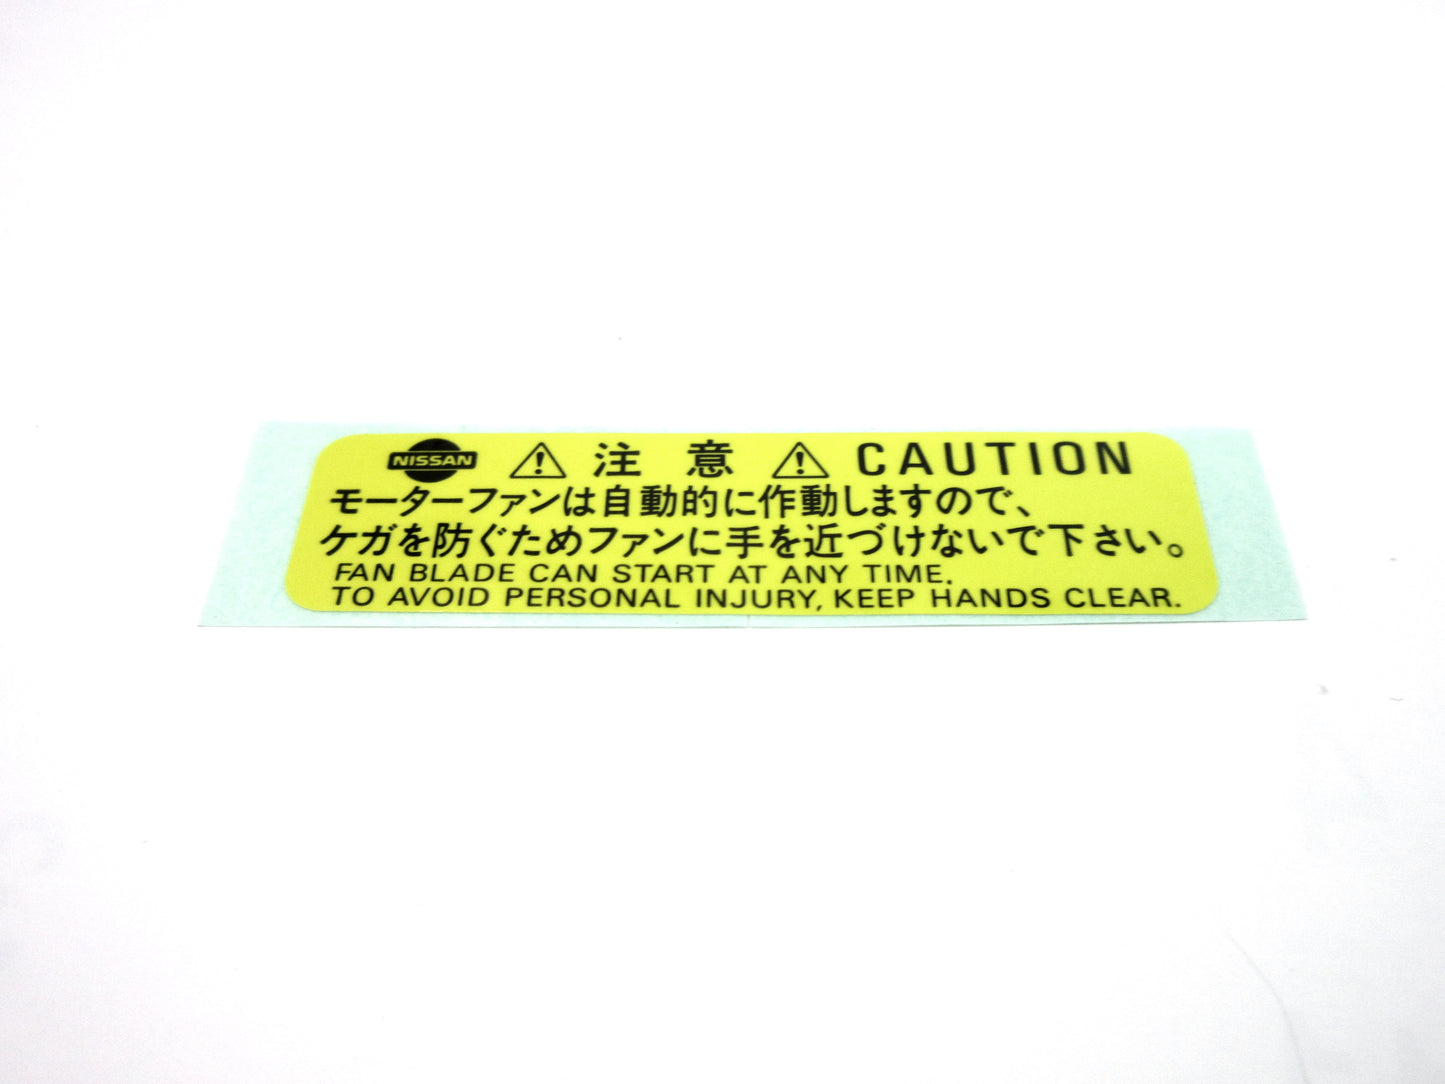 NISSAN ⚠ 注 意 ⚠ CAUTION
モーターファンは自動的に作動しますので、
ケガを防ぐためファンに手を近づけないで下さい。
FAN BLADE CAN START AT ANY TIME.
TO AVOID PERSONAL INJURY, KEEP HANDS CLEAR.